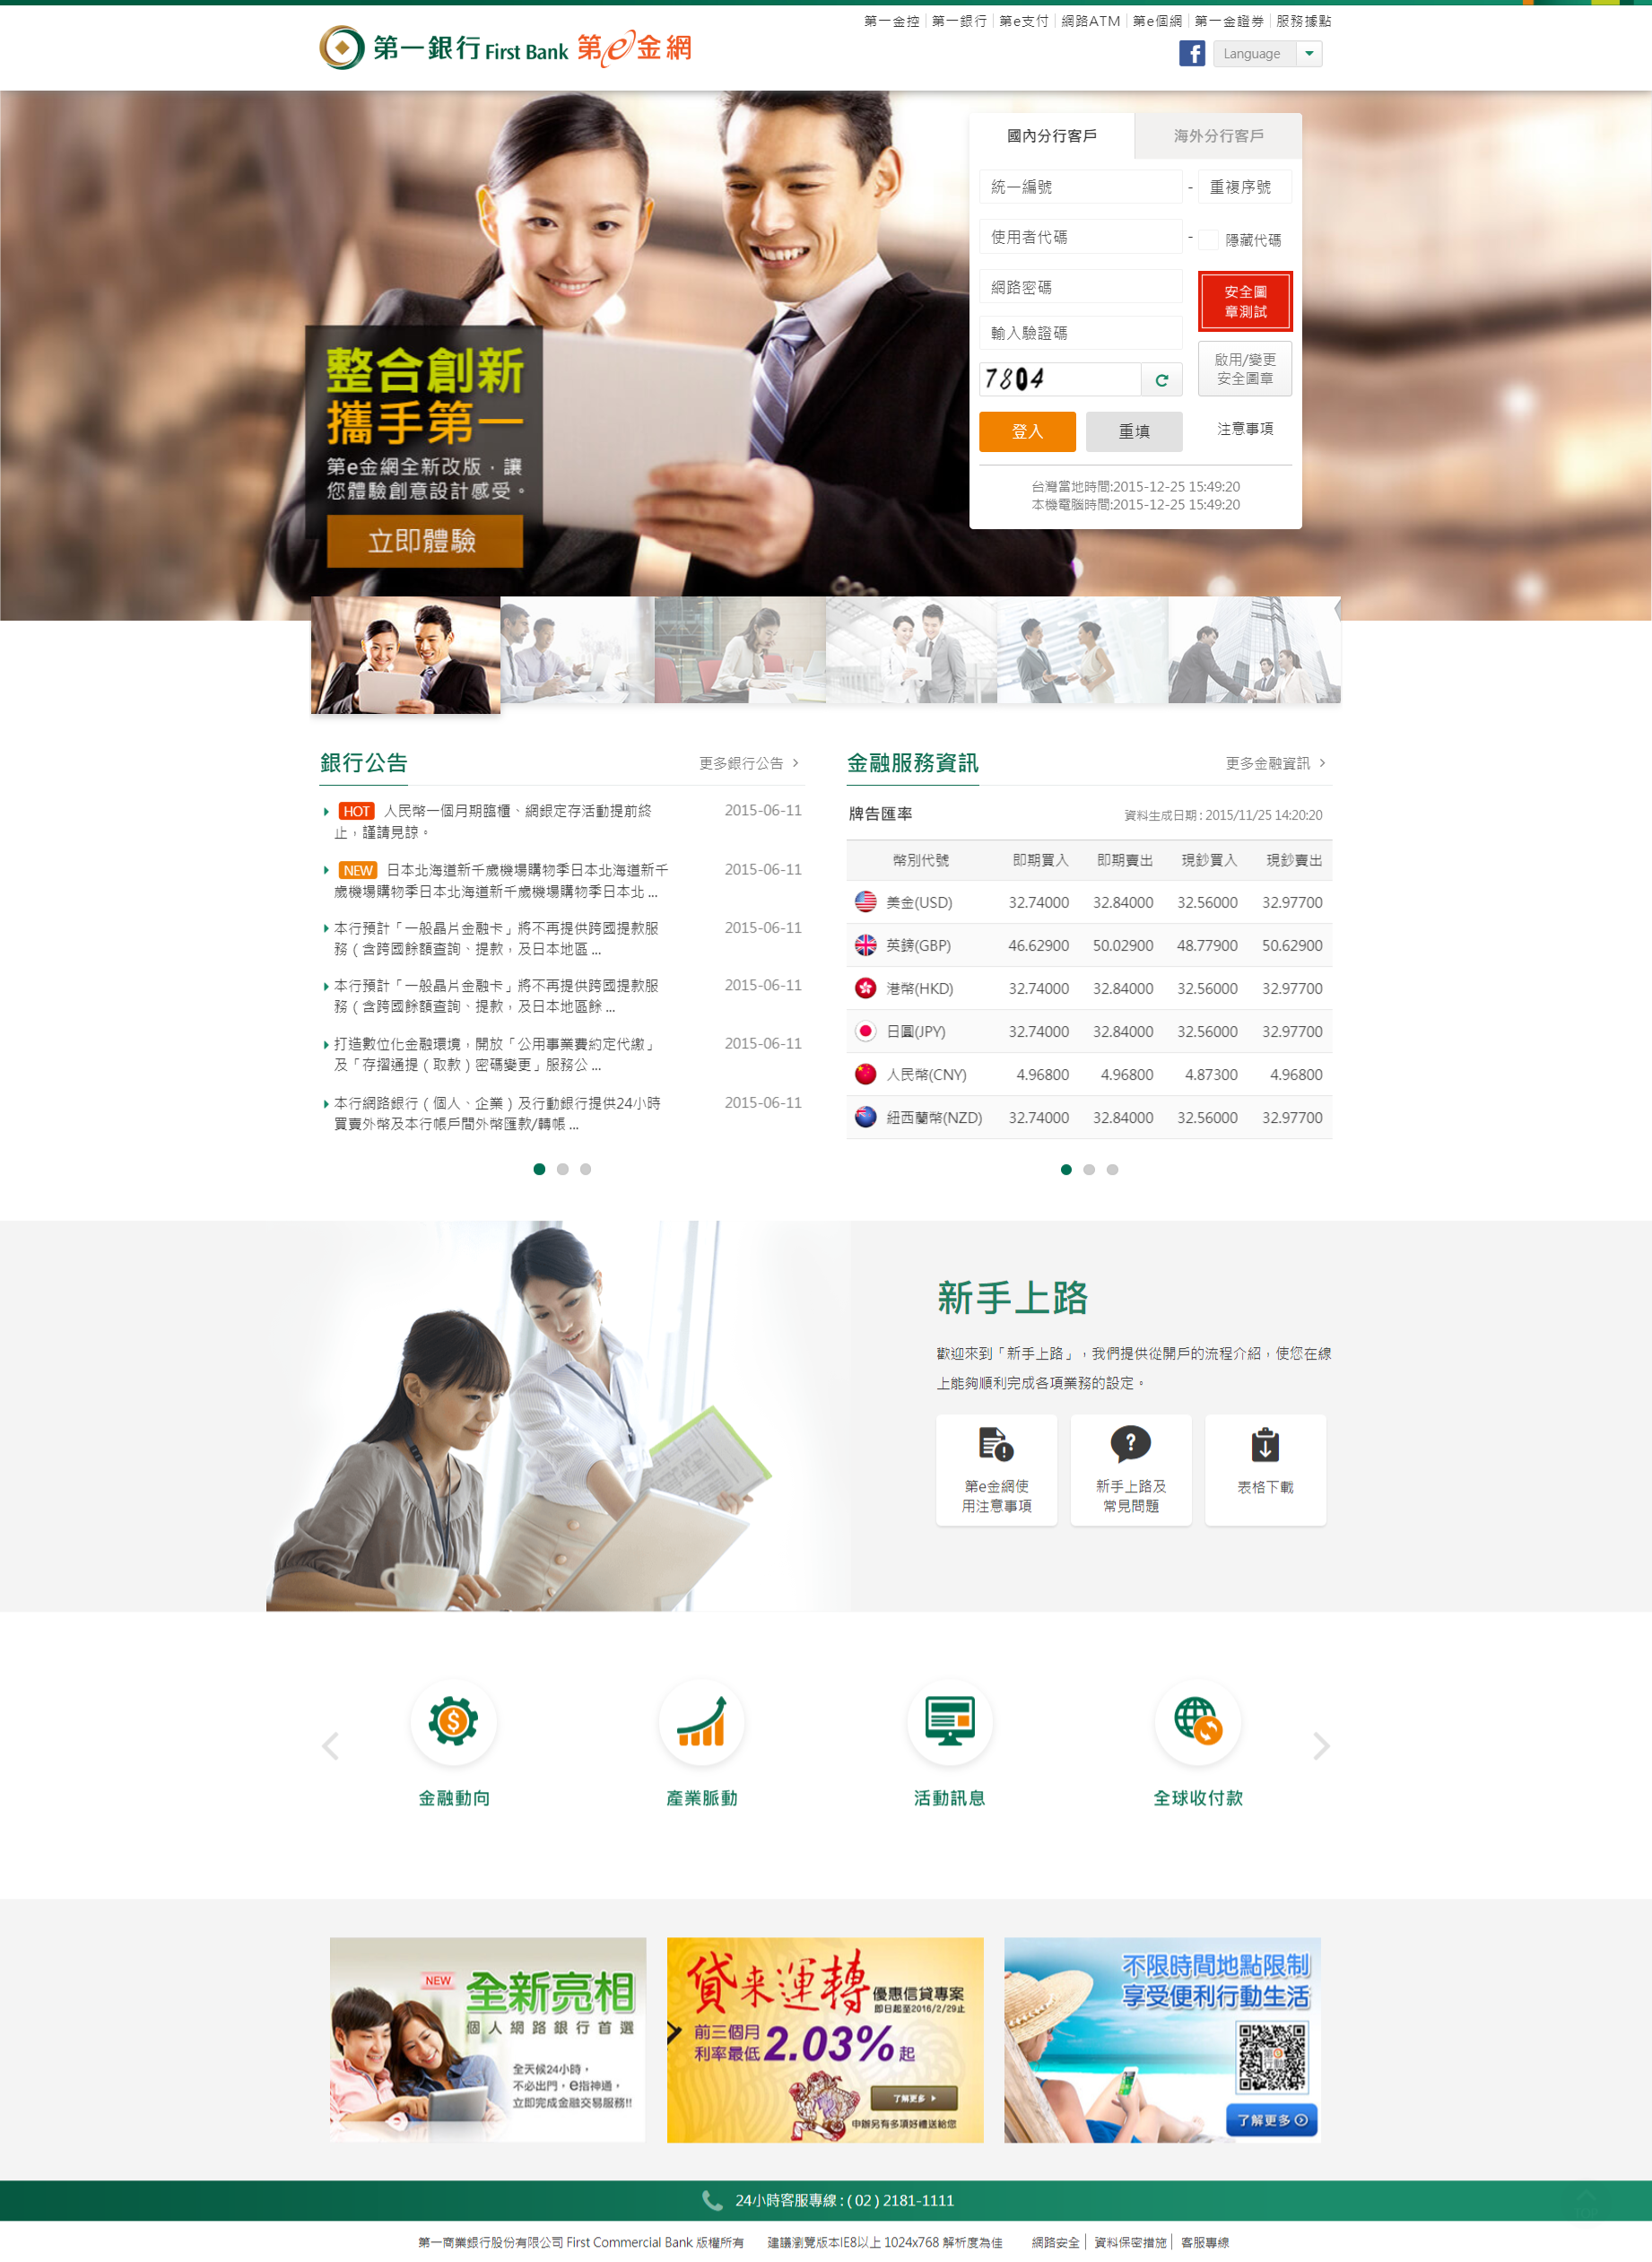 第一金控 | 第一銀行 | 第e支付 | 網路ATM | 第e個網 | 第一金證券 | 服務據點
第一銀行 First Bank 第e金網
f Language
國內分行客戶 海外分行客戶
統一編號 - 重複序號
使用者代碼 - 隱藏代碼
網路密碼
安全圖
章測試
輸入驗證碼
7804
啟用/變更
安全圖章
登入 重填 注意事項
台灣當地時間:2015-12-25 15:49:20
本機電腦時間:2015-12-25 15:49:20
整合創新
攜手第一
第e金網全新改版，讓
您體驗創意設計感受。
立即體驗
銀行公告 更多銀行公告
HOT 人民幣一個月期臨櫃、網銀定存活動提前終 2015-06-11
止，謹請見諒。
NEW 日本北海道新千歲機場購物季日本北海道新千 2015-06-11
歲機場購物季日本北海道新千歲機場購物季日本北 ...
本行預計「一般晶片金融卡」將不再提供跨國提款服 2015-06-11
務（含跨國餘額查詢、提款，及日本地區 ...
本行預計「一般晶片金融卡」將不再提供跨國提款服 2015-06-11
務（含跨國餘額查詢、提款，及日本地區餘 ...
打造數位化金融環境，開放「公用事業費約定代繳」 2015-06-11
及「存摺通提（取款）密碼變更」服務公 ...
本行網路銀行（個人、企業）及行動銀行提供24小時 2015-06-11
買賣外幣及本行帳戶間外幣匯款/轉帳 ...
金融服務資訊 更多金融資訊
牌告匯率 資料生成日期 : 2015/11/25 14:20:20
幣別代號 即期買入 即期賣出 現鈔買入 現鈔賣出
美金(USD) 32.74000 32.84000 32.56000 32.97700
英鎊(GBP) 46.62900 50.02900 48.77900 50.62900
港幣(HKD) 32.74000 32.84000 32.56000 32.97700
日圓(JPY) 32.74000 32.84000 32.56000 32.97700
人民幣(CNY) 4.96800 4.96800 4.87300 4.96800
紐西蘭幣(NZD) 32.74000 32.84000 32.56000 32.97700
新手上路
歡迎來到「新手上路」，我們提供從開戶的流程介紹，使您在線
上能夠順利完成各項業務的設定。
第e金網使
用注意事項
新手上路及
常見問題
表格下載
金融動向 產業脈動 活動訊息 全球收付款
NEW 全新亮相
個人網路銀行首選
全天候24小時，
不必出門，e指神通，
立即完成金融交易服務!!
貸来運轉 優惠信貸專案
即日起至2016/2/29止
前三個月
利率最低 2.03% 起
了解更多
申辦另有多項好禮送給您
不限時間地點限制
享受便利行動生活
第e行動
了解更多
24小時客服專線 : ( 02 ) 2181-1111
第一商業銀行股份有限公司 First Commercial Bank 版權所有 建議瀏覽版本IE8以上 1024x768 解析度為佳 網路安全 | 資料保密措施 | 客服專線